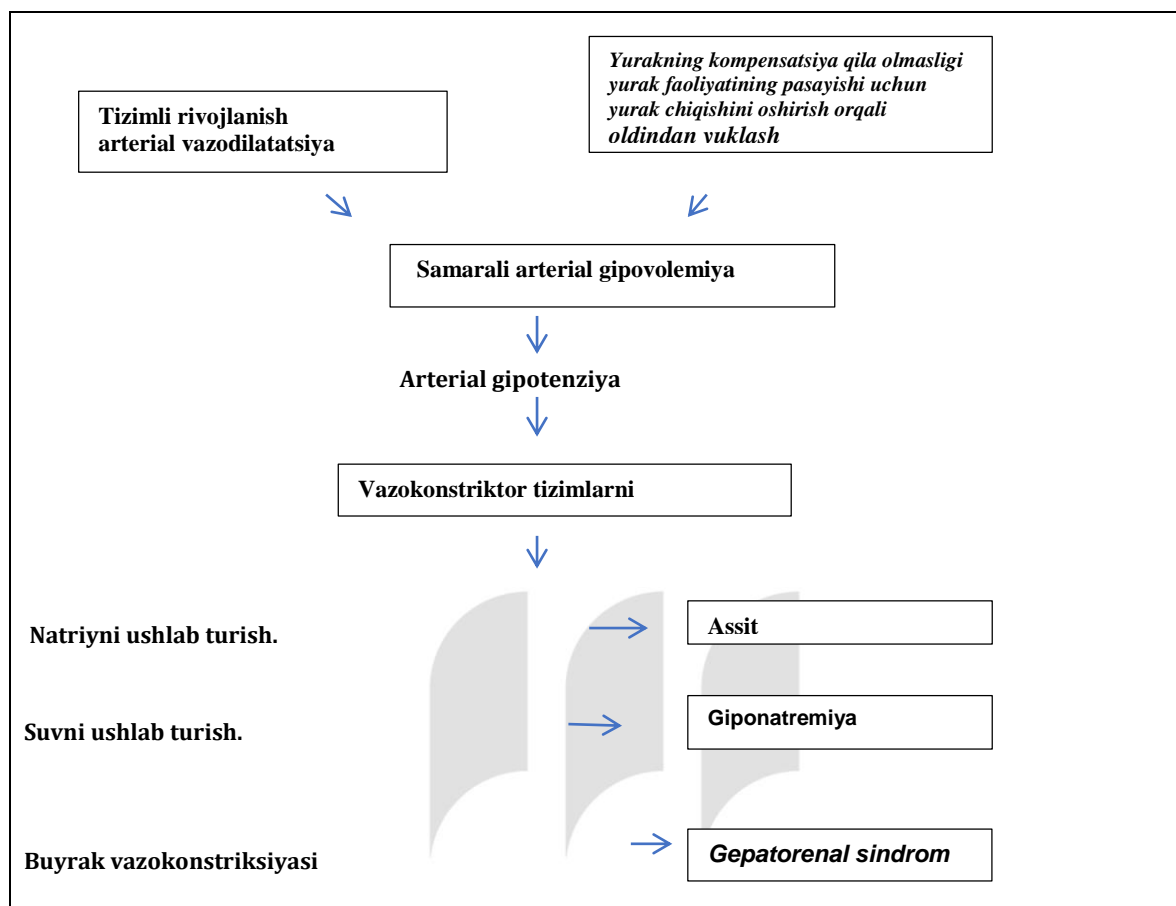 Tizimli rivojlanish
arterial vazodilatatsiya
Yurakning kompensatsiya qila olmasligi
yurak faoliyatining pasayishi uchun
yurak chiqishini oshirish orqali
oldindan vuklash
Samarali arterial gipovolemiya
Arterial gipotenziya
Vazokonstriktor tizimlarni
Natriyni ushlab turish.
Assit
Suvni ushlab turish.
Giponatremiya
Buyrak vazokonstriksiyasi
Gepatorenal sindrom